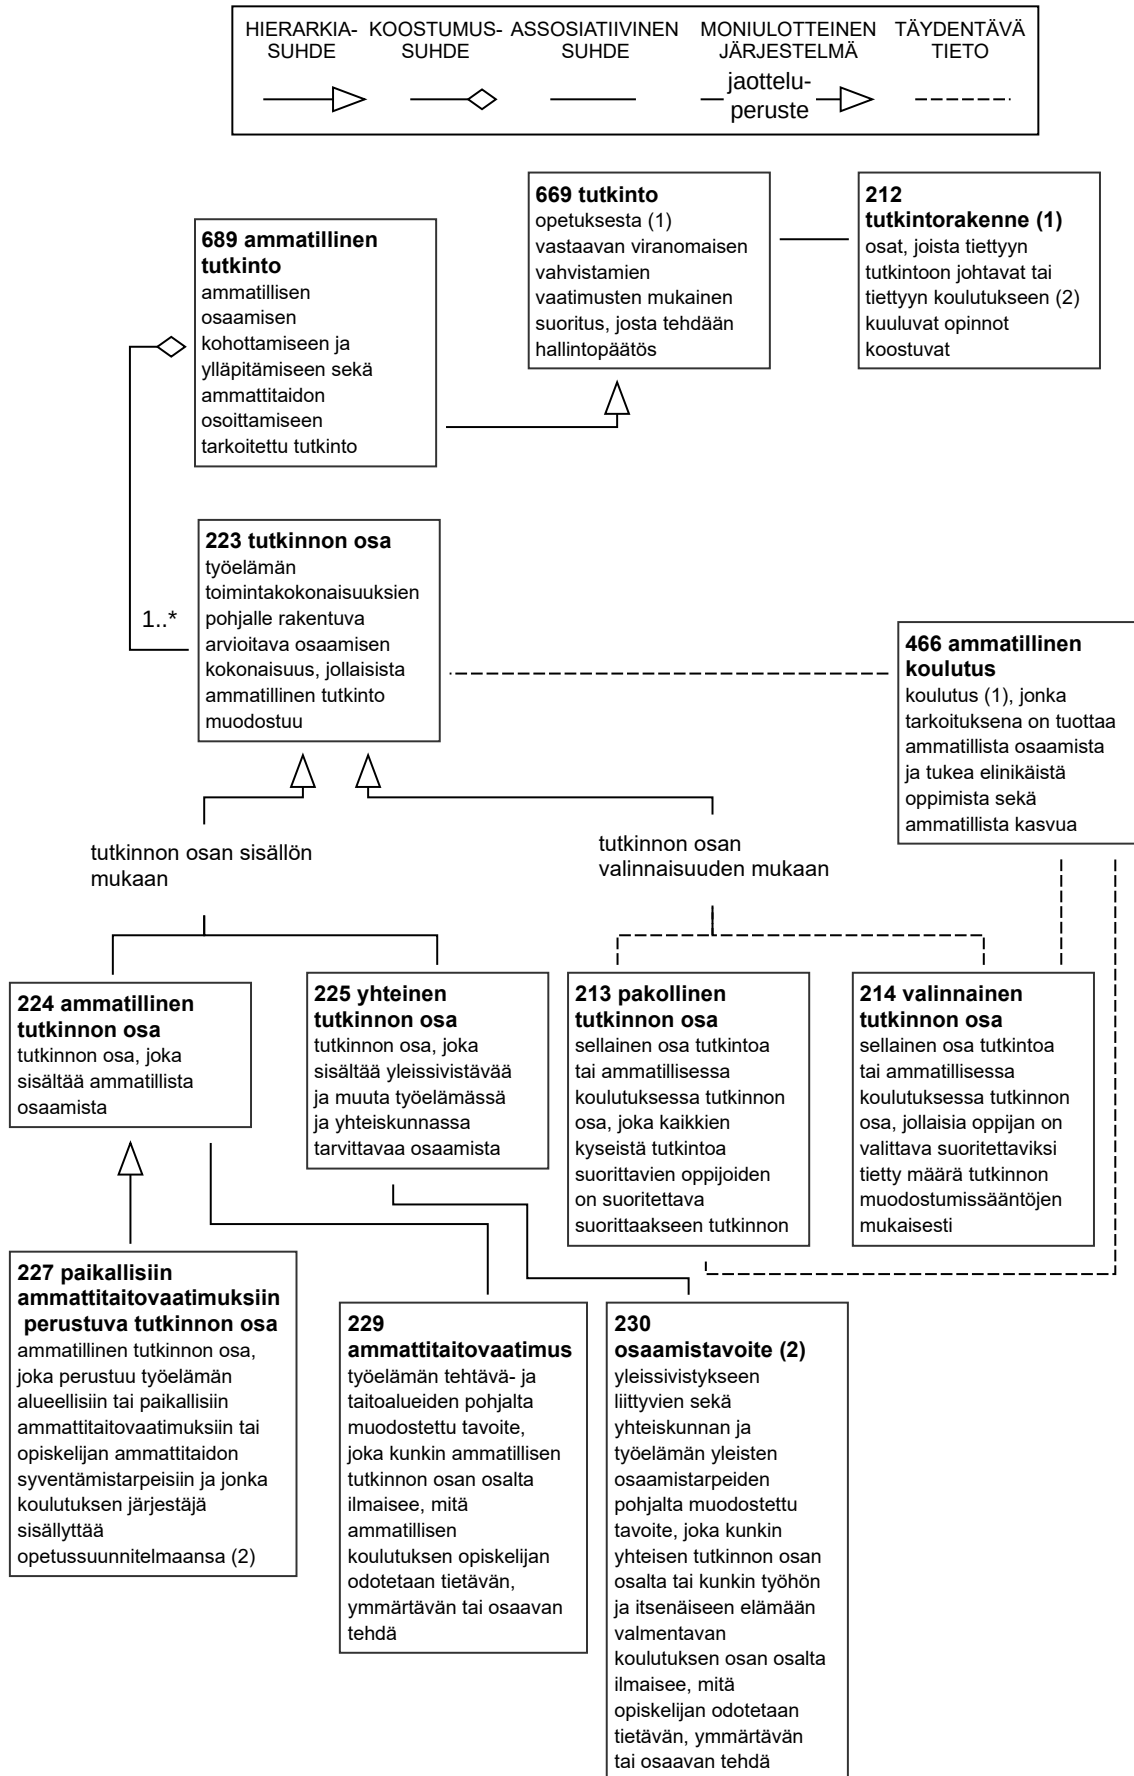 HIERARKIA-
SUHDE
KOOSTUMUS-
SUHDE
ASSOSIATIIVINEN
SUHDE
MONIULOTTEINEN
JÄRJESTELMÄ
TÄYDENTÄVÄ
TIETO
jaottelu-
peruste
669 tutkinto
opetuksesta (1)
vastaavan viranomaisen
vahvistamien
vaatimusten mukainen
suoritus, josta tehdään
hallintopäätös
212
tutkintorakenne (1)
osat, joista tiettyyn
tutkintoon johtavat tai
tiettyyn koulutukseen (2)
kuuluvat opinnot
koostuvat
689 ammatillinen
tutkinto
ammatillisen
osaamisen
kohottamiseen ja
ylläpitämiseen sekä
ammattitaidon
osoittamiseen
tarkoitettu tutkinto
223 tutkinnon osa
työelämän
toimintakokonaisuuksien
pohjalle rakentuva
arvioitava osaamisen
kokonaisuus, jollaisista
ammatillinen tutkinto
muodostuu
1..*
466 ammatillinen
koulutus
koulutus (1), jonka
tarkoituksena on tuottaa
ammatillista osaamista
ja tukea elinikäistä
oppimista sekä
ammatillista kasvua
tutkinnon osan sisällön
mukaan
tutkinnon osan
valinnaisuuden mukaan
224 ammatillinen
tutkinnon osa
tutkinnon osa, joka
sisältää ammatillista
osaamista
225 yhteinen
tutkinnon osa
tutkinnon osa, joka
sisältää yleissivistävää
ja muuta työelämässä
ja yhteiskunnassa
tarvittavaa osaamista
213 pakollinen
tutkinnon osa
sellainen osa tutkintoa
tai ammatillisessa
koulutuksessa tutkinnon
osa, joka kaikkien
kyseistä tutkintoa
suorittavien oppijoiden
on suoritettava
suorittaakseen tutkinnon
214 valinnainen
tutkinnon osa
sellainen osa tutkintoa
tai ammatillisessa
koulutuksessa tutkinnon
osa, jollaisia oppijan on
valittava suoritettaviksi
tietty määrä tutkinnon
muodostumissääntöjen
mukaisesti
227 paikallisiin
ammattitaitovaatimuksiin
perustuva tutkinnon osa
ammatillinen tutkinnon osa,
joka perustuu työelämän
alueellisiin tai paikallisiin
ammattitaitovaatimuksiin tai
opiskelijan ammattitaidon
syventämistarpeisiin ja jonka
koulutuksen järjestäjä
sisällyttää
opetussuunnitelmaansa (2)
229
ammattitaitovaatimus
työelämän tehtävä- ja
taitoalueiden pohjalta
muodostettu tavoite,
joka kunkin ammatillisen
tutkinnon osan osalta
ilmaisee, mitä
ammatillisen
koulutuksen opiskelijan
odotetaan tietävän,
ymmärtävän tai osaavan
tehdä
230
osaamistavoite (2)
yleissivistykseen
liittyvien sekä
yhteiskunnan ja
työelämän yleisten
osaamistarpeiden
pohjalta muodostettu
tavoite, joka kunkin
yhteisen tutkinnon osan
osalta tai kunkin työhön
ja itsenäiseen elämään
valmentavan
koulutuksen osan osalta
ilmaisee, mitä
opiskelijan odotetaan
tietävän, ymmärtävän
tai osaavan tehdä